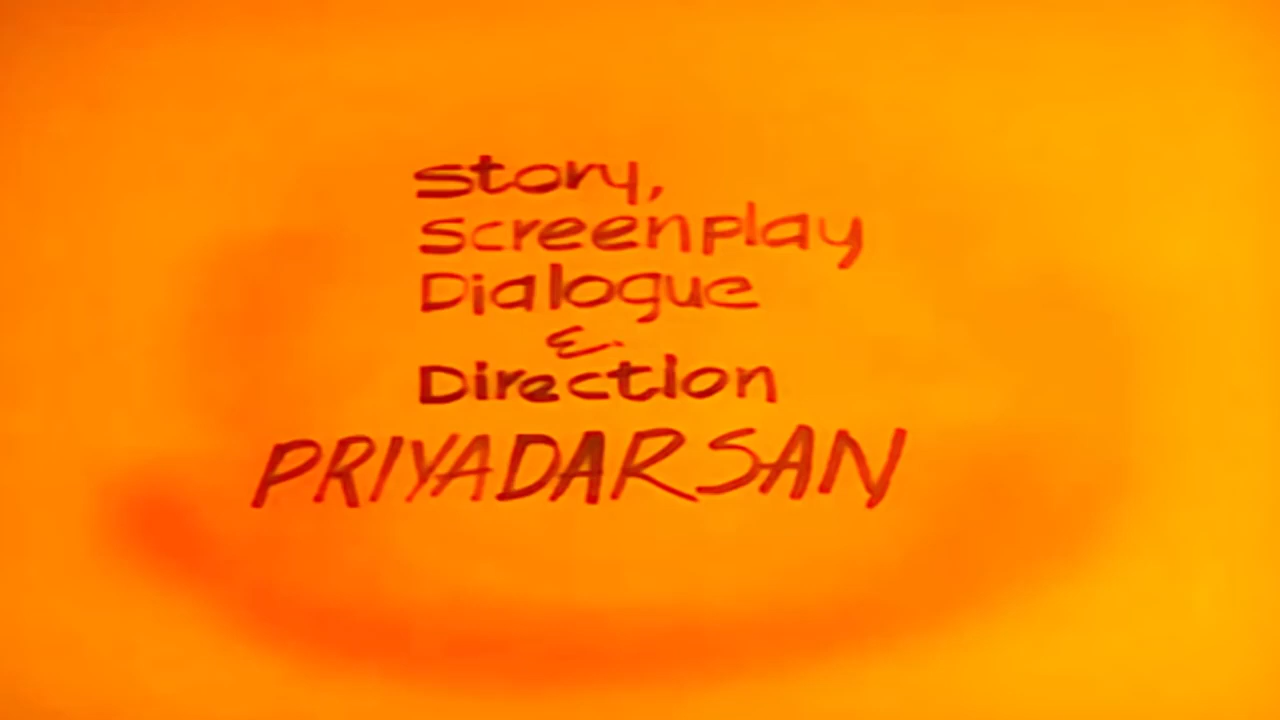 Story,
Screenplay
Dialogue
&
Direction
PRIYADARSAN